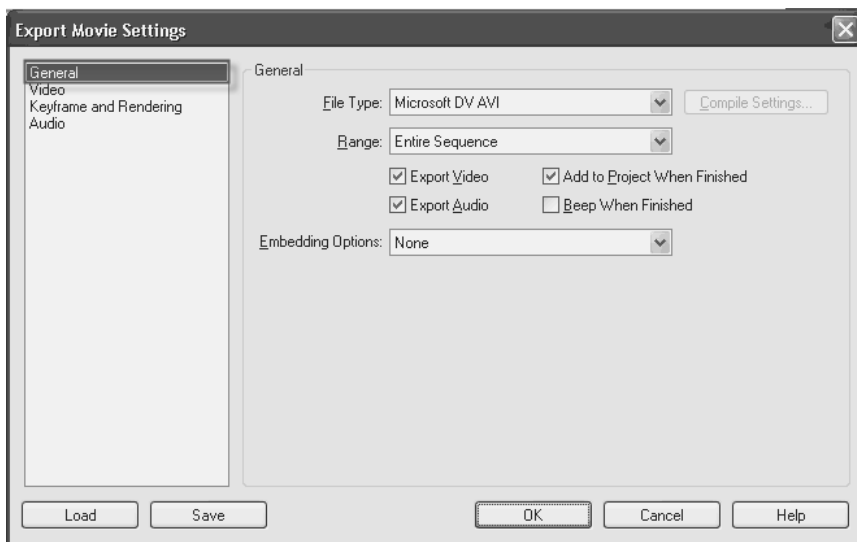 Export Movie Settings
General
Video
Keyframe and Rendering
Audio
General
File Type: Microsoft DV AVI Compile Settings...
Range: Entire Sequence
Export Video Add to Project When Finished
Export Audio Beep When Finished
Embedding Options: None
Load Save OK Cancel Help